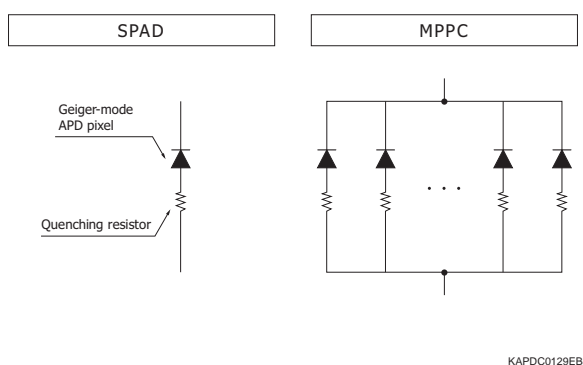 SPAD
MPPC
Geiger-mode
APD pixel
Quenching resistor
. . .
KAPDC0129EB